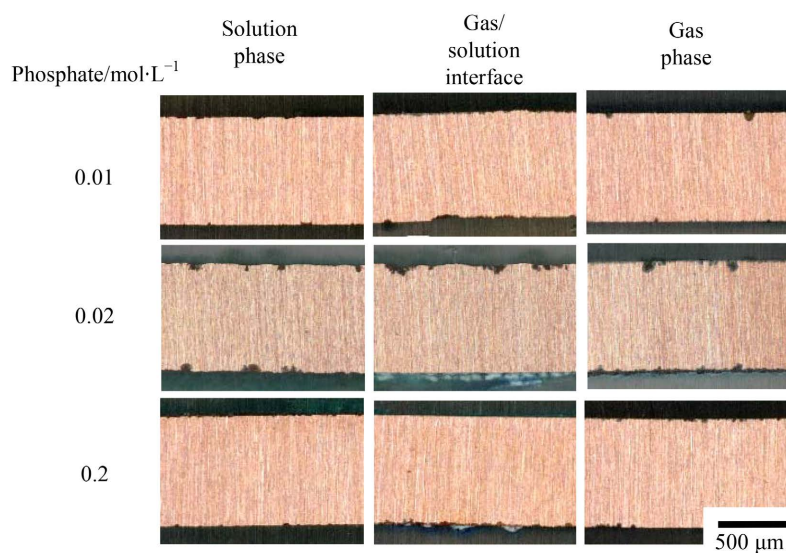 Solution
phase
Gas/
solution
interface
Gas
phase
Phosphate/mol·L⁻¹
0.01
0.02
0.2
500 μm